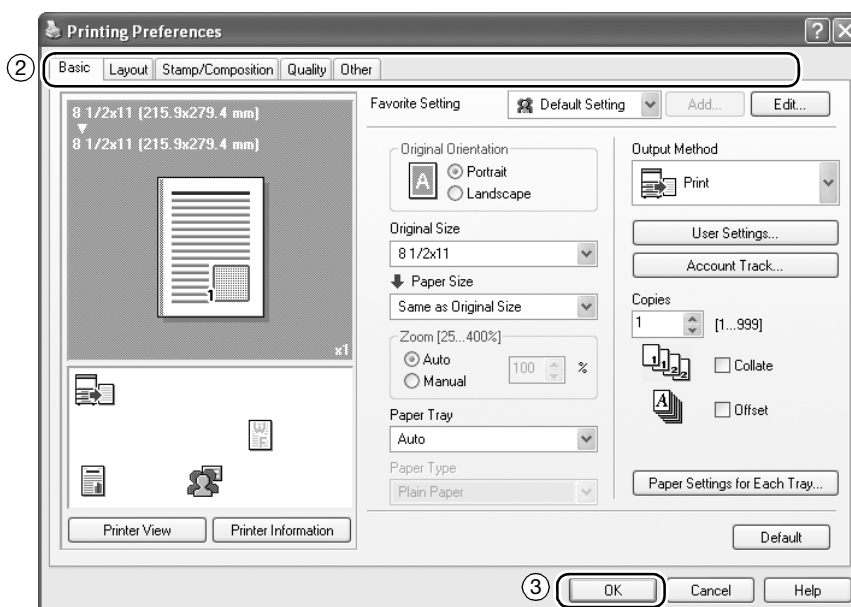 Printing Preferences
②
Basic Layout Stamp/Composition Quality Other
8 1/2x11 (215.9x279.4 mm)
8 1/2x11 (215.9x279.4 mm)
1
x1
Printer View Printer Information
Favorite Setting Default Setting Add... Edit...
Original Orientation
A
Portrait
Landscape
Original Size
8 1/2x11
Paper Size
Same as Original Size
Zoom [25...400%]
Auto
Manual
100 %
Paper Tray
Auto
Paper Type
Plain Paper
Output Method
Print
User Settings...
Account Track...
Copies
1 [1...999]
1 1 2 2 Collate
A Offset
Paper Settings for Each Tray...
Default
③ OK Cancel Help